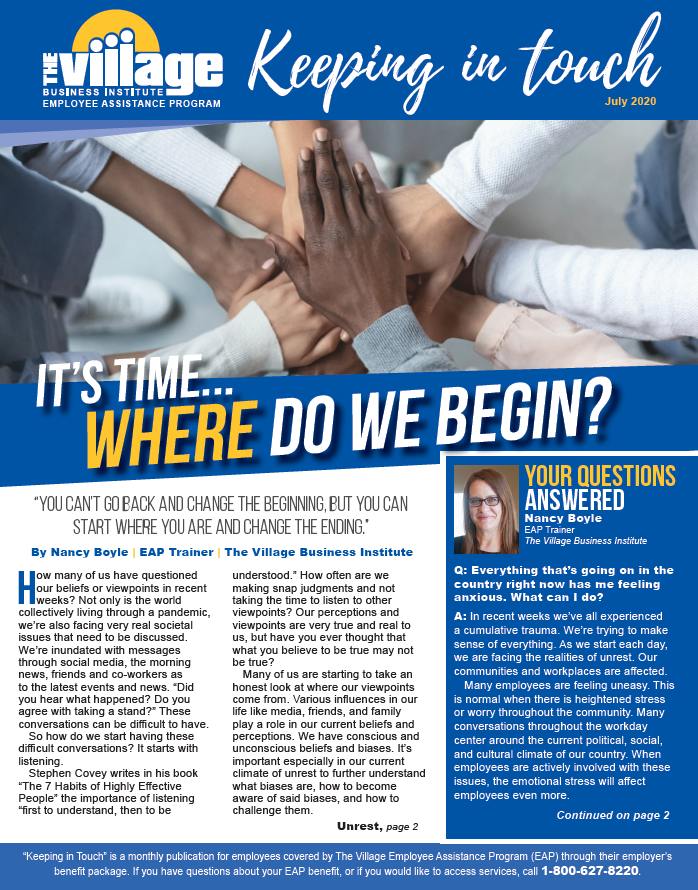 THE village
BUSINESS INSTITUTE
EMPLOYEE ASSISTANCE PROGRAM
Keeping in touch
July 2020
IT'S TIME...
WHERE DO WE BEGIN?
"YOU CAN'T GO BACK AND CHANGE THE BEGINNING, BUT YOU CAN
START WHERE YOU ARE AND CHANGE THE ENDING."
By Nancy Boyle | EAP Trainer | The Village Business Institute
How many of us have questioned
our beliefs or viewpoints in recent
weeks? Not only is the world
collectively living through a pandemic,
we're also facing very real societal
issues that need to be discussed.
We're inundated with messages
through social media, the morning
news, friends and co-workers as
to the latest events and news. "Did
you hear what happened? Do you
agree with taking a stand?" These
conversations can be difficult to have.
So how do we start having these
difficult conversations? It starts with
listening.
Stephen Covey writes in his book
"The 7 Habits of Highly Effective
People" the importance of listening
"first to understand, then to be
understood." How often are we
making snap judgments and not
taking the time to listen to other
viewpoints? Our perceptions and
viewpoints are very true and real to
us, but have you ever thought that
what you believe to be true may not
be true?
Many of us are starting to take an
honest look at where our viewpoints
come from. Various influences in our
life like media, friends, and family
play a role in our current beliefs and
perceptions. We have conscious and
unconscious beliefs and biases. It's
important especially in our current
climate of unrest to further understand
what biases are, how to become
aware of said biases, and how to
challenge them.
Unrest, page 2
YOUR QUESTIONS
ANSWERED
Nancy Boyle
EAP Trainer
The Village Business Institute
Q: Everything that's going on in the
country right now has me feeling
anxious. What can I do?
A: In recent weeks we've all experienced
a cumulative trauma. We're trying to make
sense of everything. As we start each day,
we are facing the realities of unrest. Our
communities and workplaces are affected.
Many employees are feeling uneasy. This
is normal when there is heightened stress
or worry throughout the community. Many
conversations throughout the workday
center around the current political, social,
and cultural climate of our country. When
employees are actively involved with these
issues, the emotional stress will affect
employees even more.
Continued on page 2
"Keeping in Touch" is a monthly publication for employees covered by The Village Employee Assistance Program (EAP) through their employer's
benefit package. If you have questions about your EAP benefit, or if you would like to access services, call 1-800-627-8220.